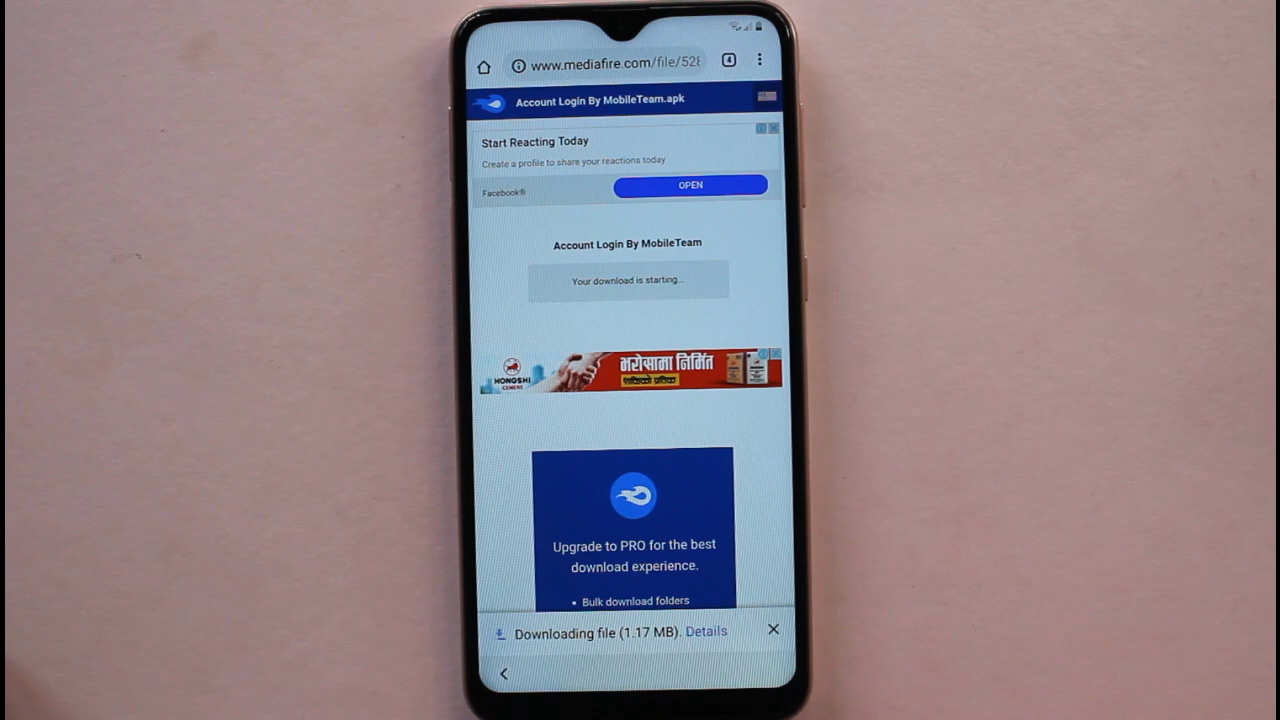 www.mediafire.com/file/528
4
Account Login By MobileTeam.apk
Start Reacting Today
Create a profile to share your reactions today
Facebook®
OPEN
Account Login By MobileTeam
Your download is starting...
HONGSHI
CEMENT
भरोसामा निर्मित
Upgrade to PRO for the best
download experience.
• Bulk download folders
Downloading file (1.17 MB). Details